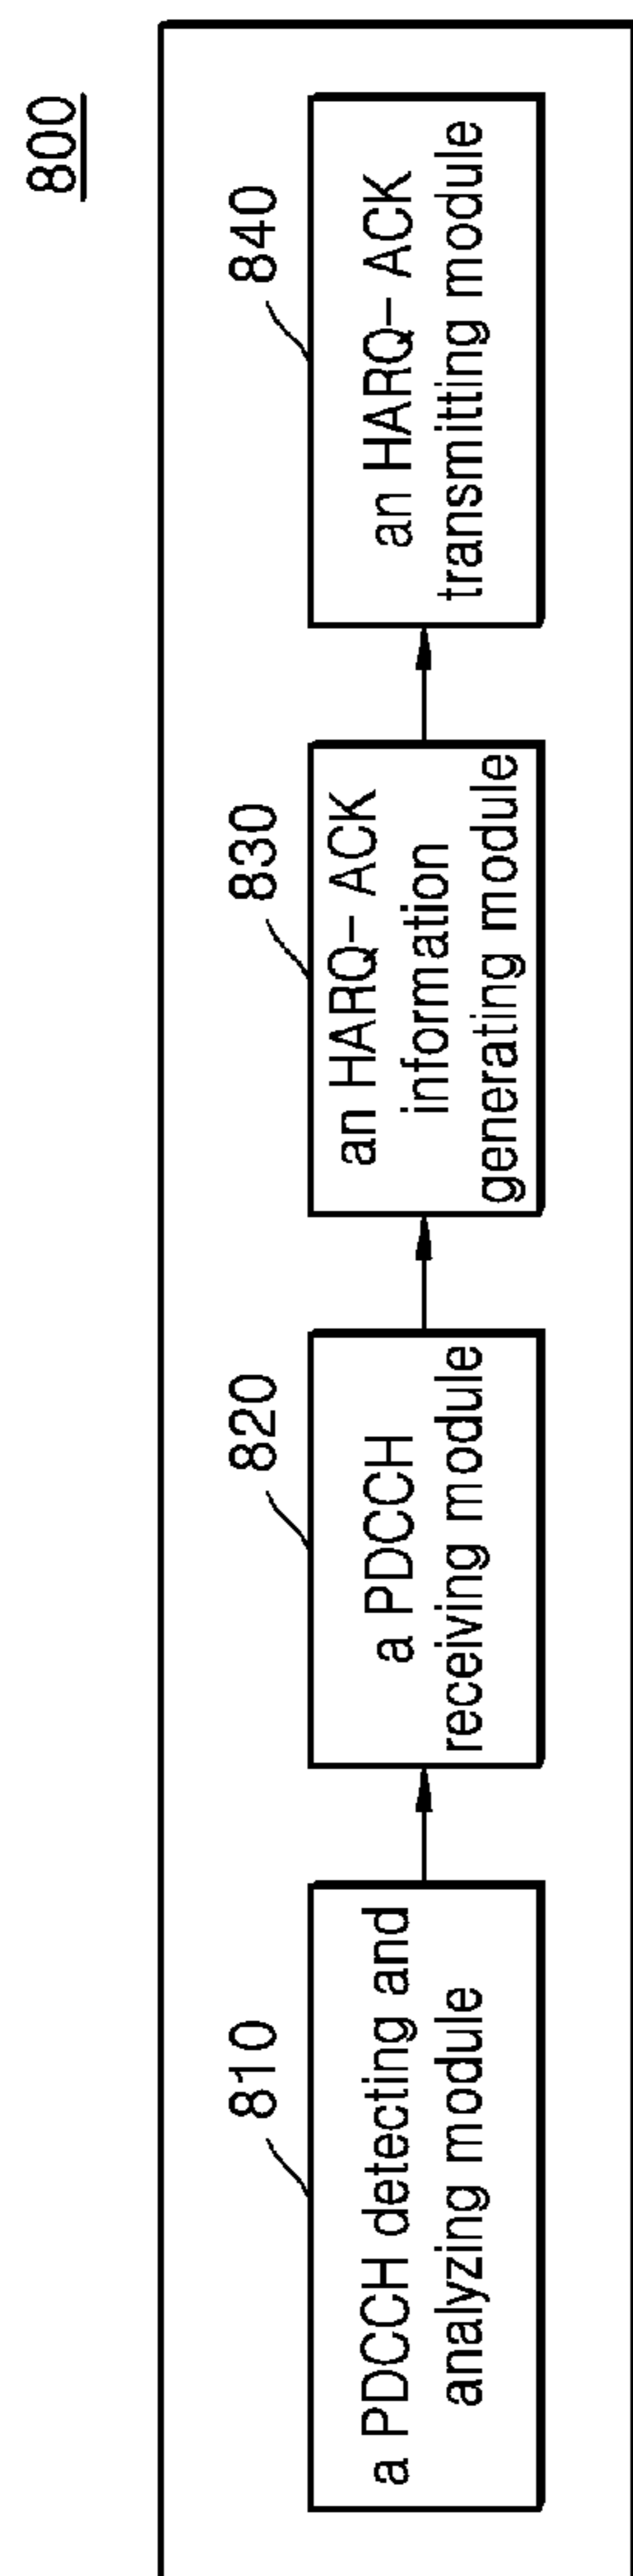 800
810
a PDCCH detecting and
analyzing module
820
a PDCCH
receiving module
830
an HARQ- ACK
information
generating module
840
an HARQ- ACK
transmitting module